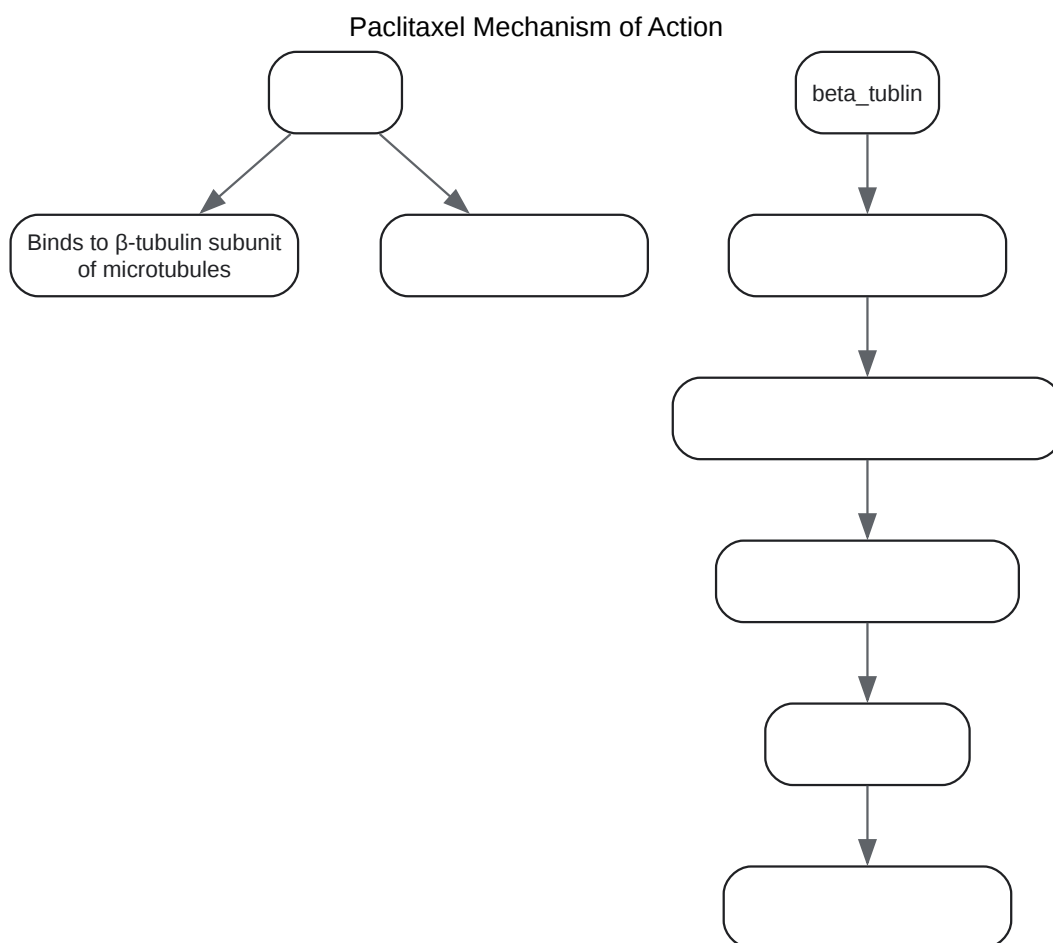 Paclitaxel Mechanism of Action
beta_tublin
Binds to β-tubulin subunit
of microtubules